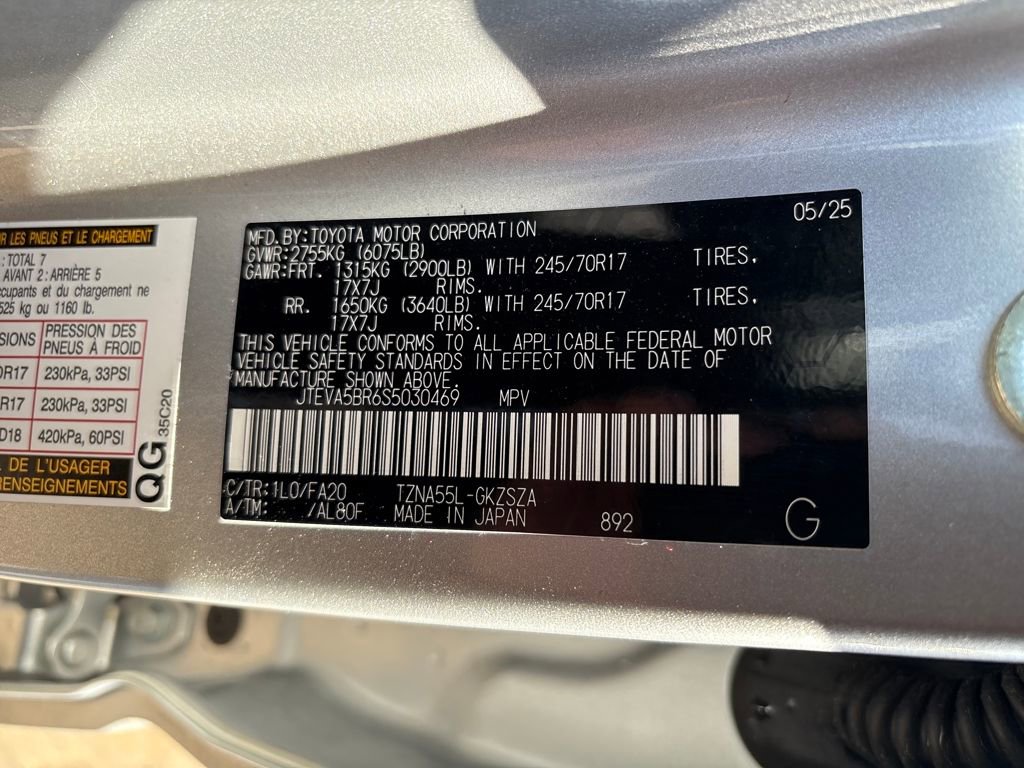 R LES PNEUS ET LE CHARGEMENT
: TOTAL 7
AVANT 2 : ARRIÈRE 5
ccupants et du chargement ne
525 kg ou 1160 lb.
SIONS PRESSION DES PNEUS À FROID
0R17 230kPa, 33PSI
R17 230kPa, 33PSI
D18 420kPa, 60PSI
DE L'USAGER
RENSEIGNEMENTS
QG 35C20
05/25
MFD.BY:TOYOTA MOTOR CORPORATION
GVWR:2755KG (6075LB)
GAWR:FRT. 1315KG (2900LB) WITH 245/70R17 TIRES.
17X7J RIMS.
RR. 1650KG (3640LB) WITH 245/70R17 TIRES.
17X7J RIMS.
THIS VEHICLE CONFORMS TO ALL APPLICABLE FEDERAL MOTOR
VEHICLE SAFETY STANDARDS IN EFFECT ON THE DATE OF
MANUFACTURE SHOWN ABOVE.
JTEVA5BR6S5030469 MPV
C/TR:1L0/FA20 TZNA55L-GKZSZA
A/TM: /AL80F MADE IN JAPAN 892
G